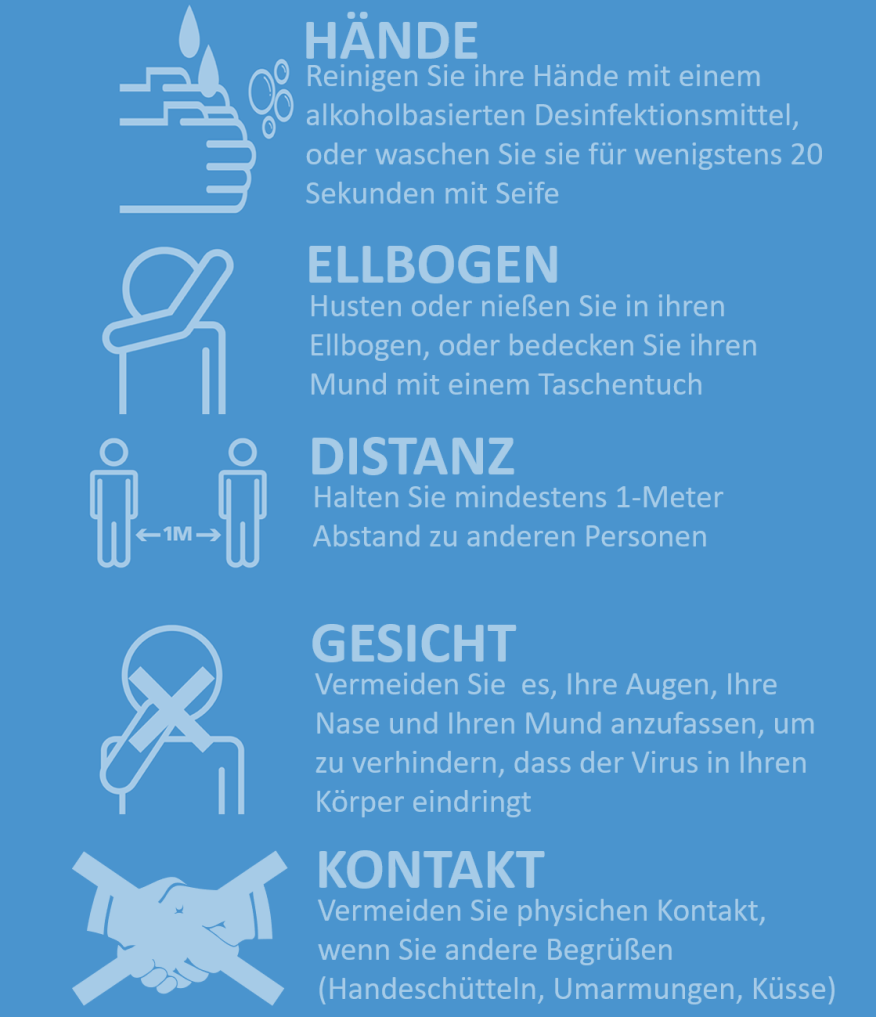 HÄNDE
Reinigen Sie ihre Hände mit einem
alkoholbasierten Desinfektionsmittel,
oder waschen Sie sie für wenigstens 20
Sekunden mit Seife
ELLBOGEN
Husten oder nießen Sie in ihren
Ellbogen, oder bedecken Sie ihren
Mund mit einem Taschentuch
DISTANZ
Halten Sie mindestens 1-Meter
Abstand zu anderen Personen
1M
GESICHT
Vermeiden Sie  es, Ihre Augen, Ihre
Nase und Ihren Mund anzufassen, um
zu verhindern, dass der Virus in Ihren
Körper eindringt
KONTAKT
Vermeiden Sie physichen Kontakt,
wenn Sie andere Begrüßen
(Handeschütteln, Umarmungen, Küsse)